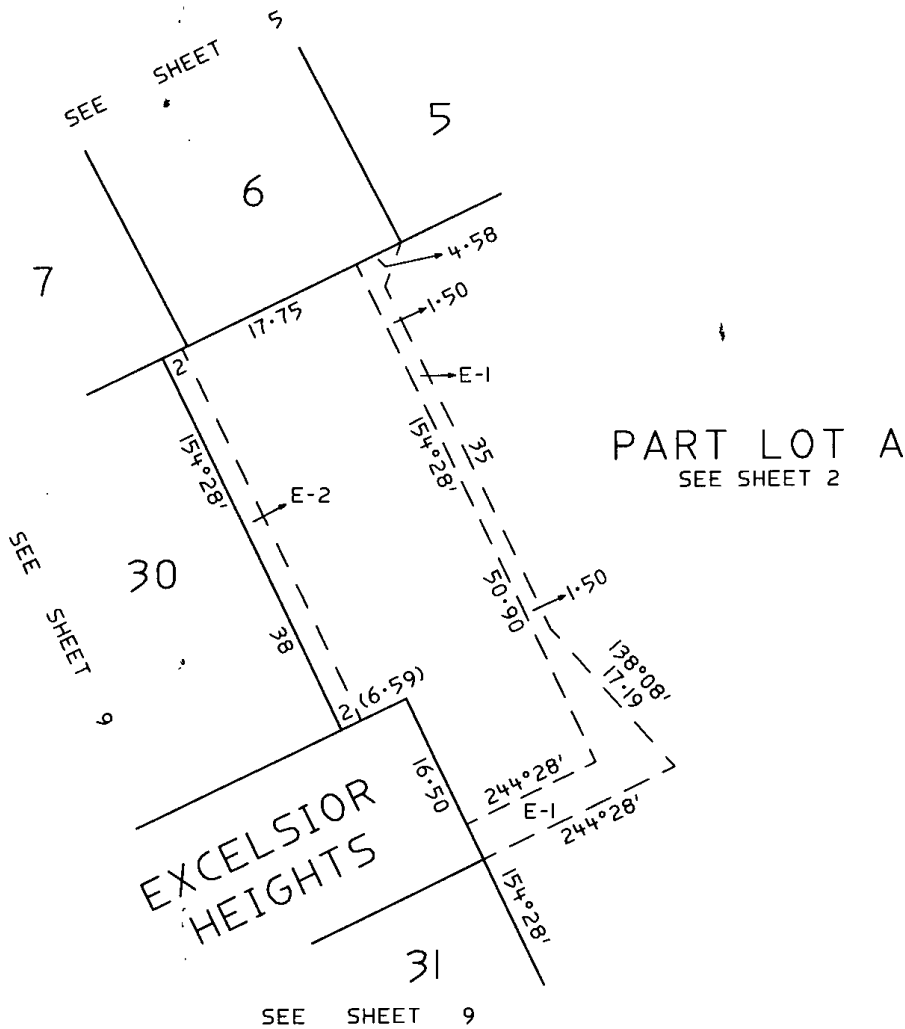 SEE SHEET 5
5
6
7
4·58
1·50
17·75
E-1
2
154°28'
154°28'
35
PART LOT A
SEE SHEET 2
E-2
SEE SHEET 9
30
38
50·90
1·50
138°08'
17·19
2
(6·59)
16·50
244°28'
E-1
244°28'
EXCELSIOR
HEIGHTS
154°28'
31
SEE SHEET 9